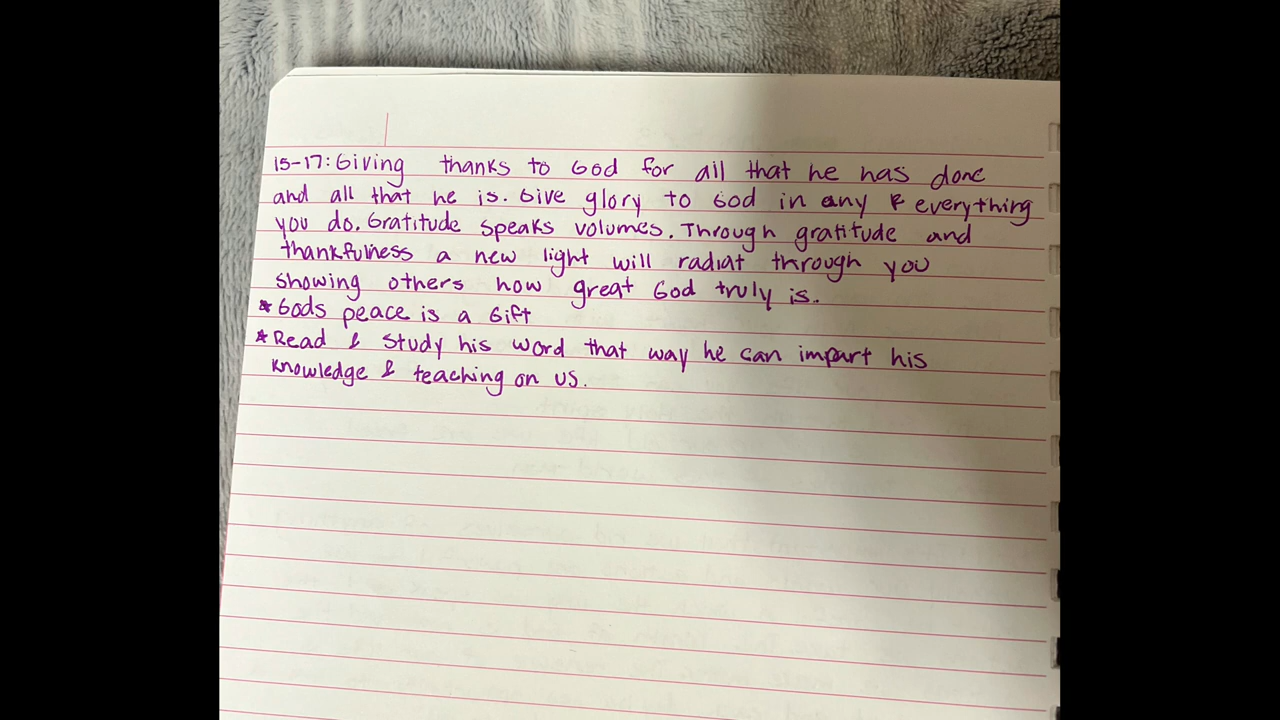 15-17: Giving thanks to God for all that he has done
and all that he is. Give glory to God in any & everything
you do. Gratitude speaks volumes. Through gratitude and
thankfulness a new light will radiat through you
showing others how great God truly is.
* Gods peace is a Gift
* Read & Study his word that way he can impart his
knowledge & teaching on us.